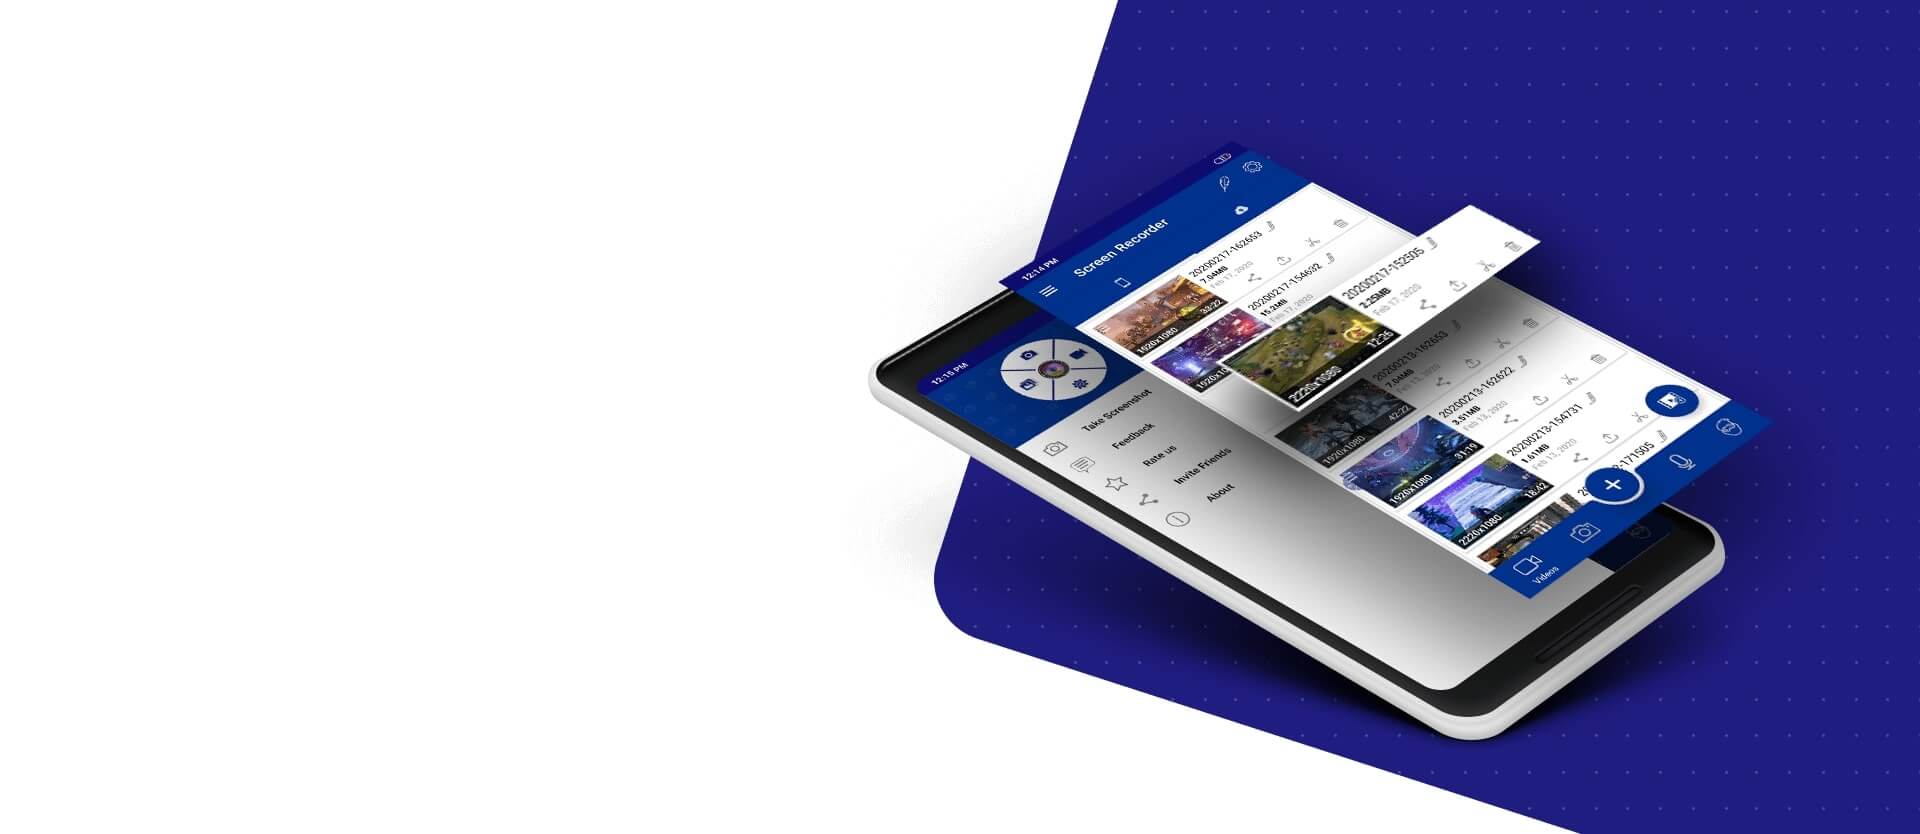 12:14 PM
Screen Recorder
20200217-162653
7.04MB
Feb 17, 2020
33:22
1920x1080
20200217-154632
15.2MB
Feb 17, 2020
20200217-152505
2.25MB
Feb 17, 2020
12:26
2220x1080
20200213-162653
7.04MB
42:22
1920x1080
20200213-162622
3.51MB
Feb 13, 2020
31:19
1920x1080
20200213-154731
1.61MB
Feb 13, 2020
18:42
2220x1080
-171505
Videos
12:15 PM
Take Screenshot
Feedback
Rate us
Invite Friends
About